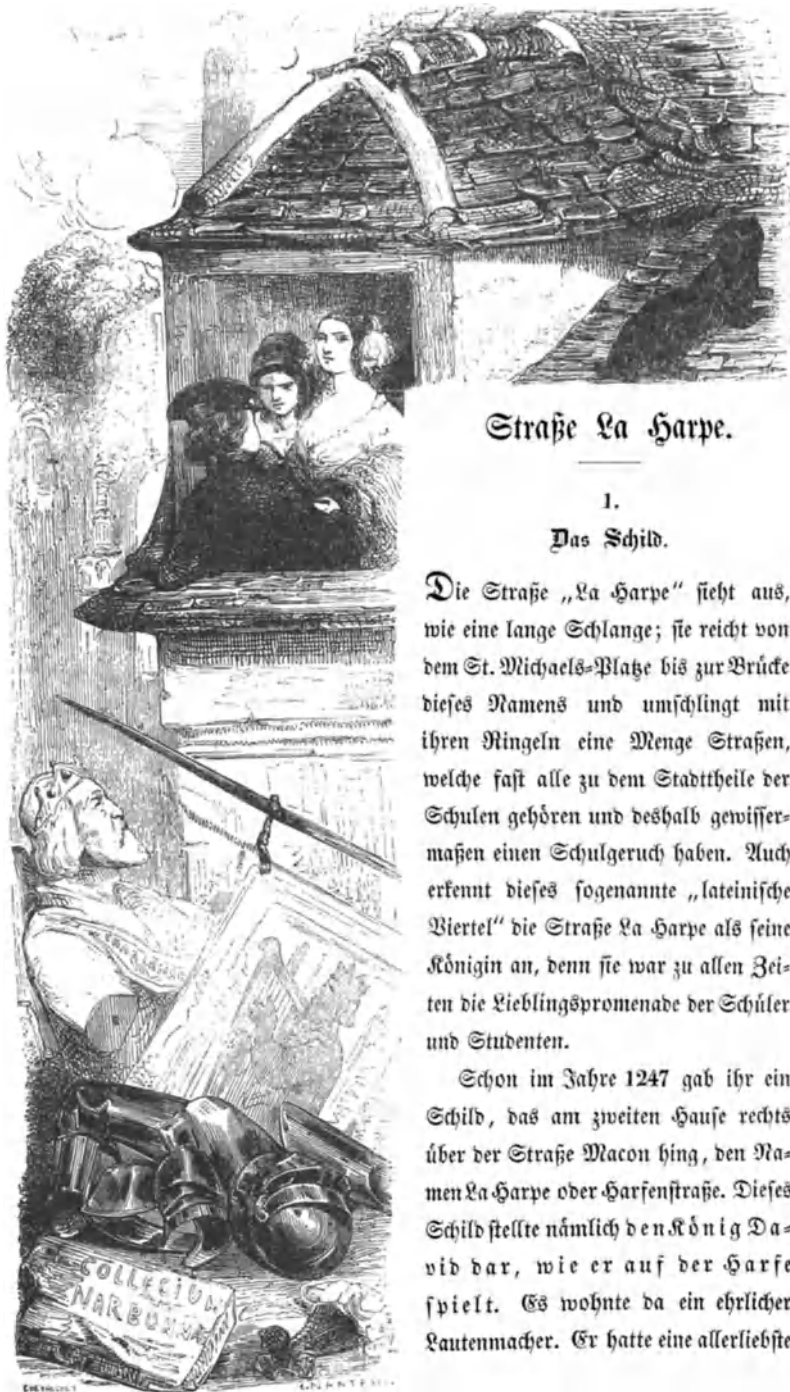 Straße La Harpe.
1.
Das Schild.
Die Straße „La Harpe“ sieht aus,
wie eine lange Schlange; sie reicht von
dem St. Michaels-Platze bis zur Brücke
dieses Namens und umschlingt mit
ihren Ringeln eine Menge Straßen,
welche fast alle zu dem Stadttheile der
Schulen gehören und deshalb gewisser-
maßen einen Schulgeruch haben. Auch
erkennt dieses sogenannte „lateinische
Viertel“ die Straße La Harpe als seine
Königin an, denn sie war zu allen Zei-
ten die Lieblingspromenade der Schüler
und Studenten.
Schon im Jahre 1247 gab ihr ein
Schild, das am zweiten Hause rechts
über der Straße Macon hing, den Na-
men La Harpe oder Harfenstraße. Dieses
Schild stellte nämlich den König Da-
vid dar, wie er auf der Harfe
spielt. Es wohnte da ein ehrlicher
Lautenmacher. Er hatte eine allerliebste
COLLEGIUM